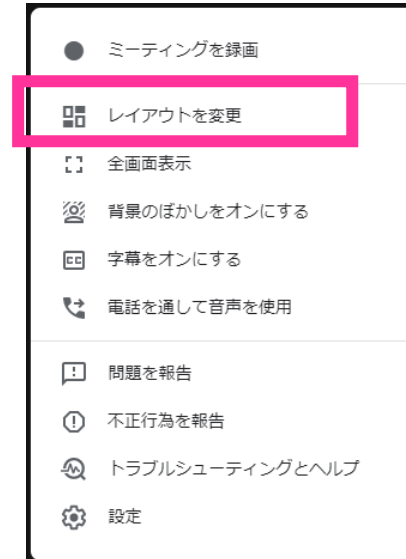 ミーティングを録画
レイアウトを変更
全画面表示
背景のぼかしをオンにする
CC 字幕をオンにする
電話を通して音声を使用
問題を報告
不正行為を報告
トラブルシューティングとヘルプ
設定